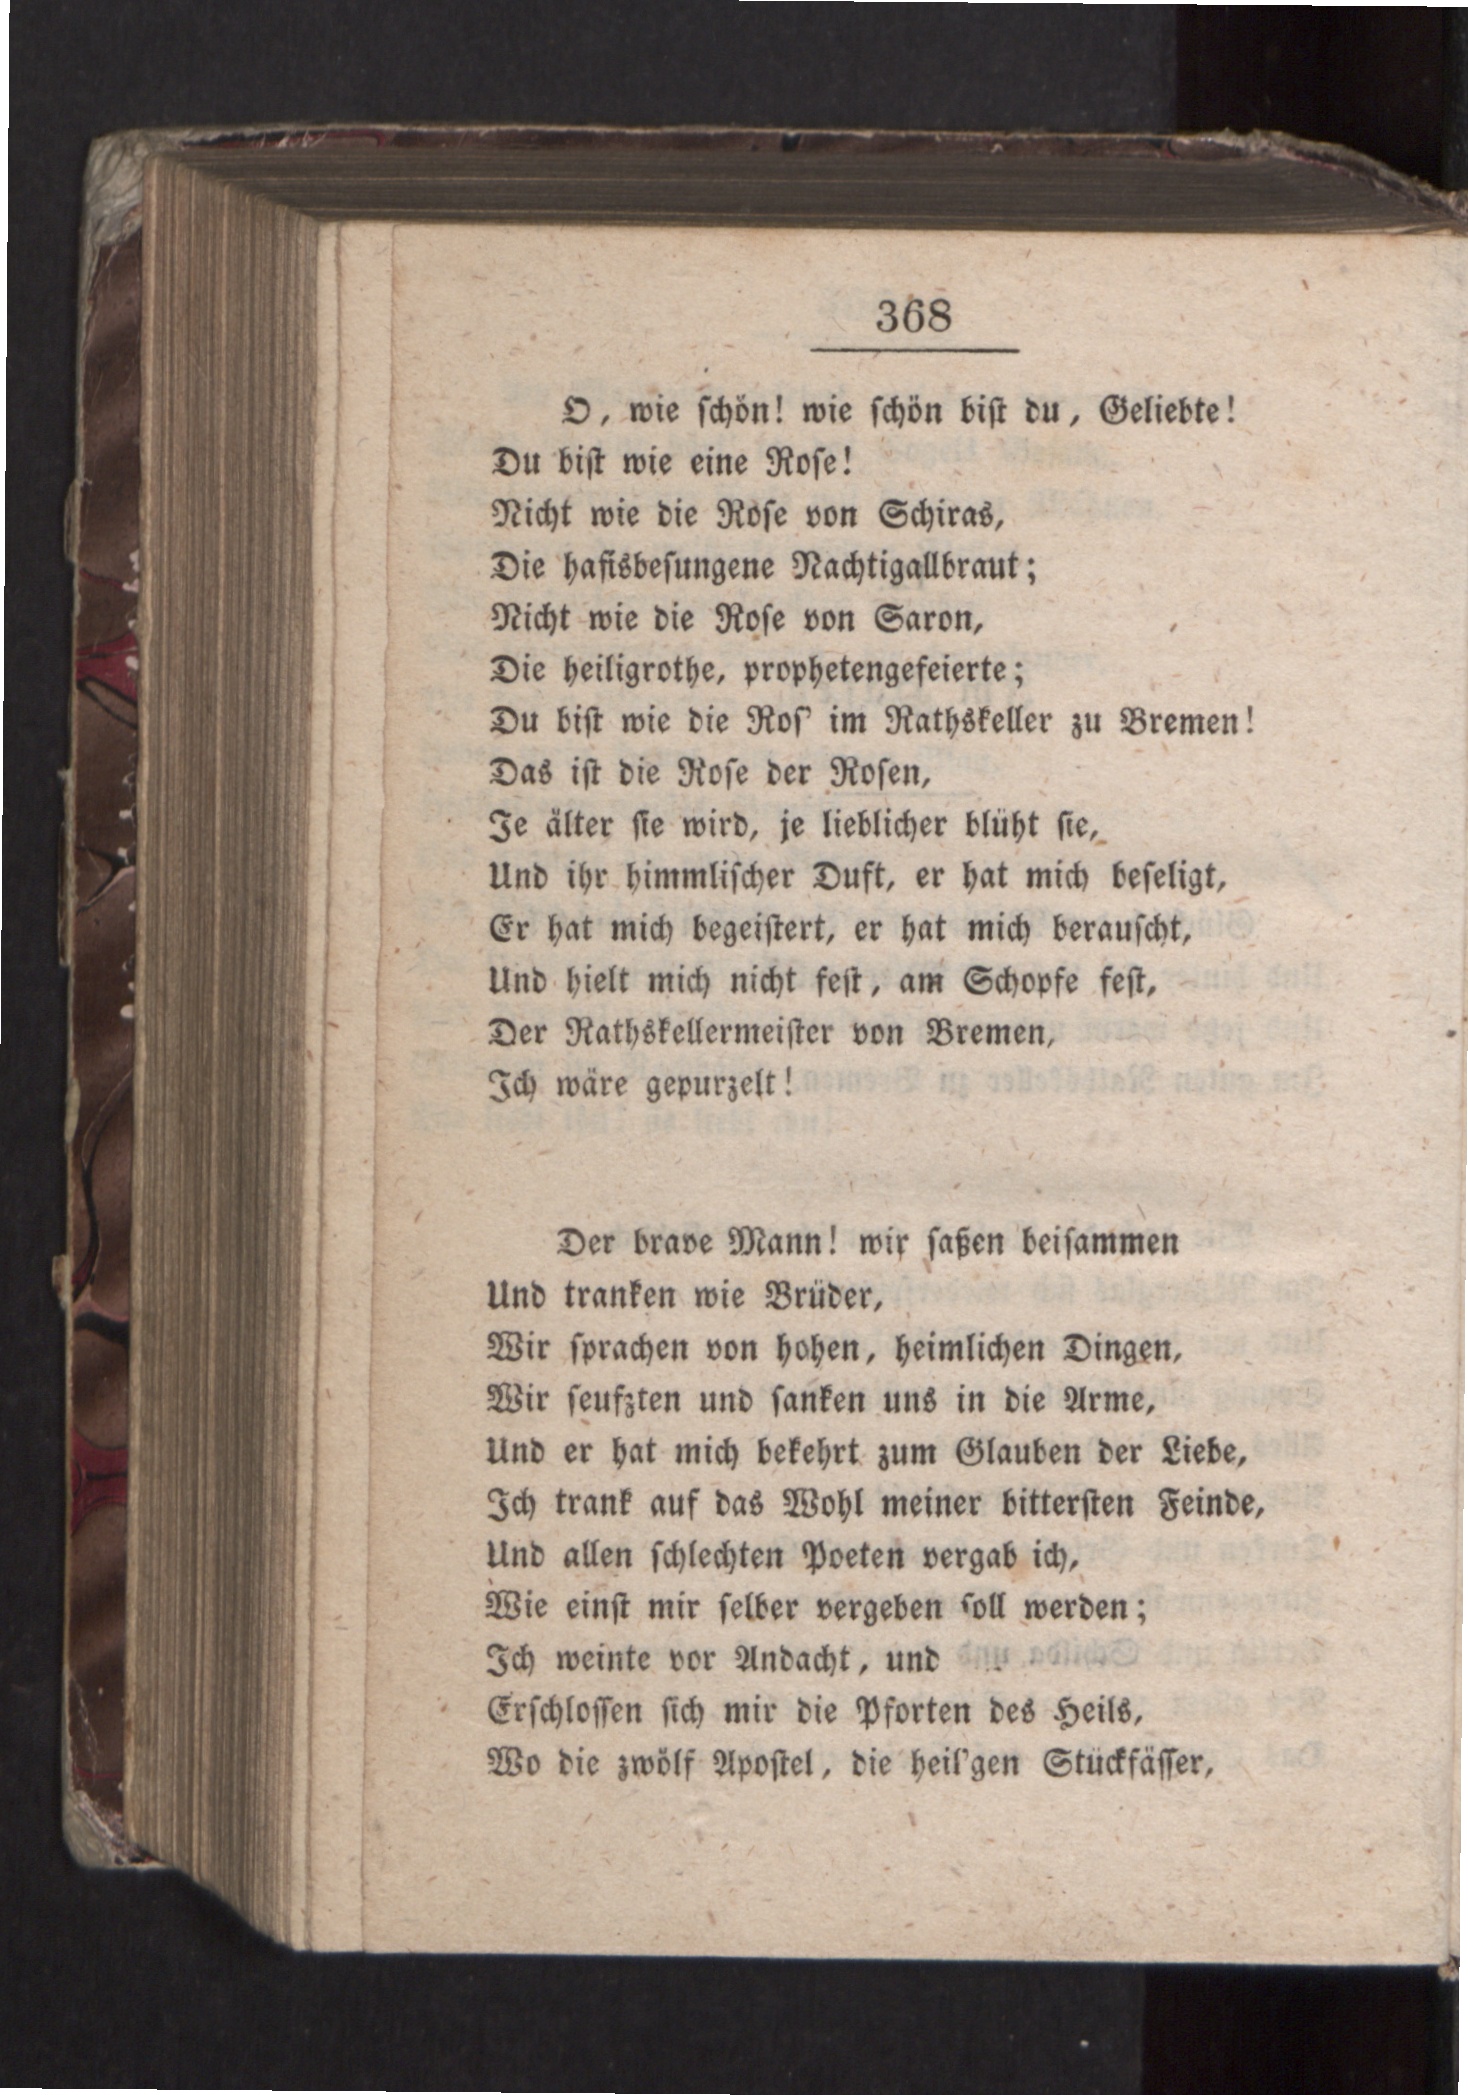 368
O, wie ſchön! wie ſchön biſt du, Geliebte!
Du biſt wie eine Roſe!
Nicht wie die Roſe von Schiras,
Die hafisbeſungene Nachtigallbraut;
Nicht wie die Roſe von Saron,
Die heiligrothe, prophetengefeierte;
Du biſt wie die Roſ' im Rathskeller zu Bremen!
Das iſt die Roſe der Roſen,
Je älter ſie wird, je lieblicher blüht ſie,
Und ihr himmliſcher Duft, er hat mich beſeligt,
Er hat mich begeiſtert, er hat mich berauſcht,
Und hielt mich nicht feſt, am Schopfe feſt,
Der Rathskellermeiſter von Bremen,
Ich wäre gepurzelt!
Der brave Mann! wir ſaßen beiſammen
Und tranken wie Brüder,
Wir ſprachen von hohen, heimlichen Dingen,
Wir ſeufzten und ſanken uns in die Arme,
Und er hat mich bekehrt zum Glauben der Liebe,
Ich trank auf das Wohl meiner bitterſten Feinde,
Und allen ſchlechten Poeten vergab ich,
Wie einſt mir ſelber vergeben ſoll werden;
Ich weinte vor Andacht, und
Erſchloſſen ſich mir die Pforten des Heils,
Wo die zwölf Apoſtel, die heil'gen Stückfäſſer,